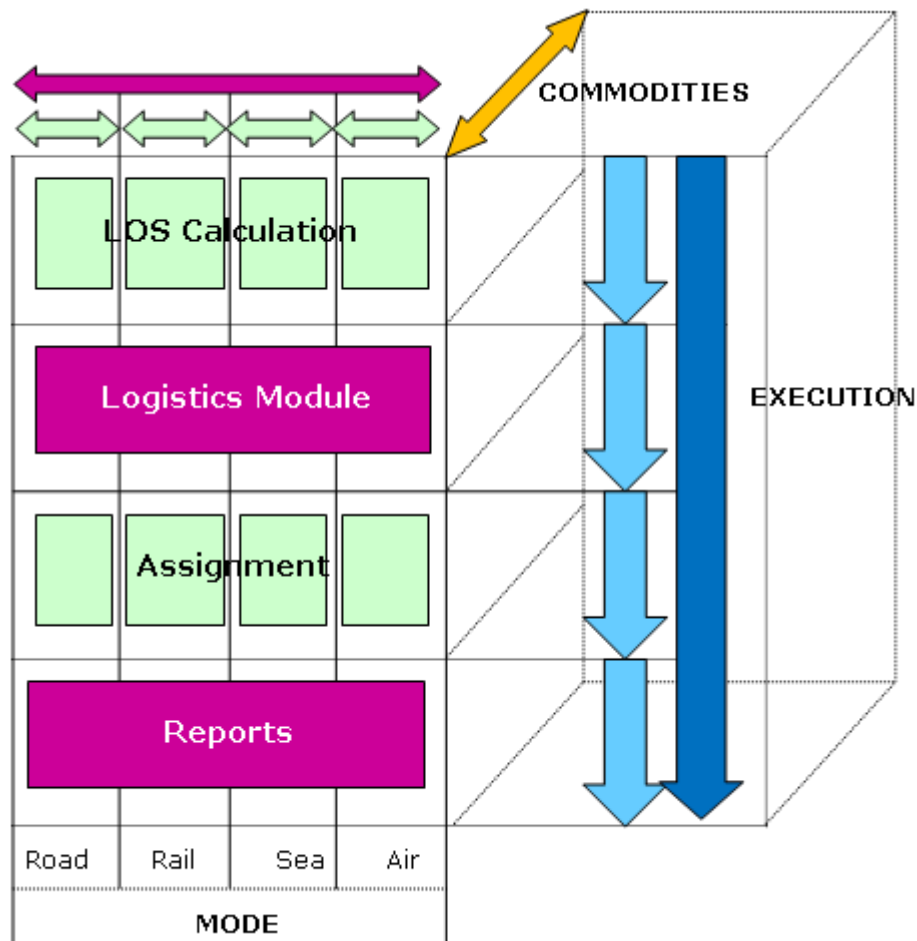 COMMODITIES
LOS Calculation
Logistics Module
EXECUTION
Assignment
Reports
Road Rail Sea Air
MODE